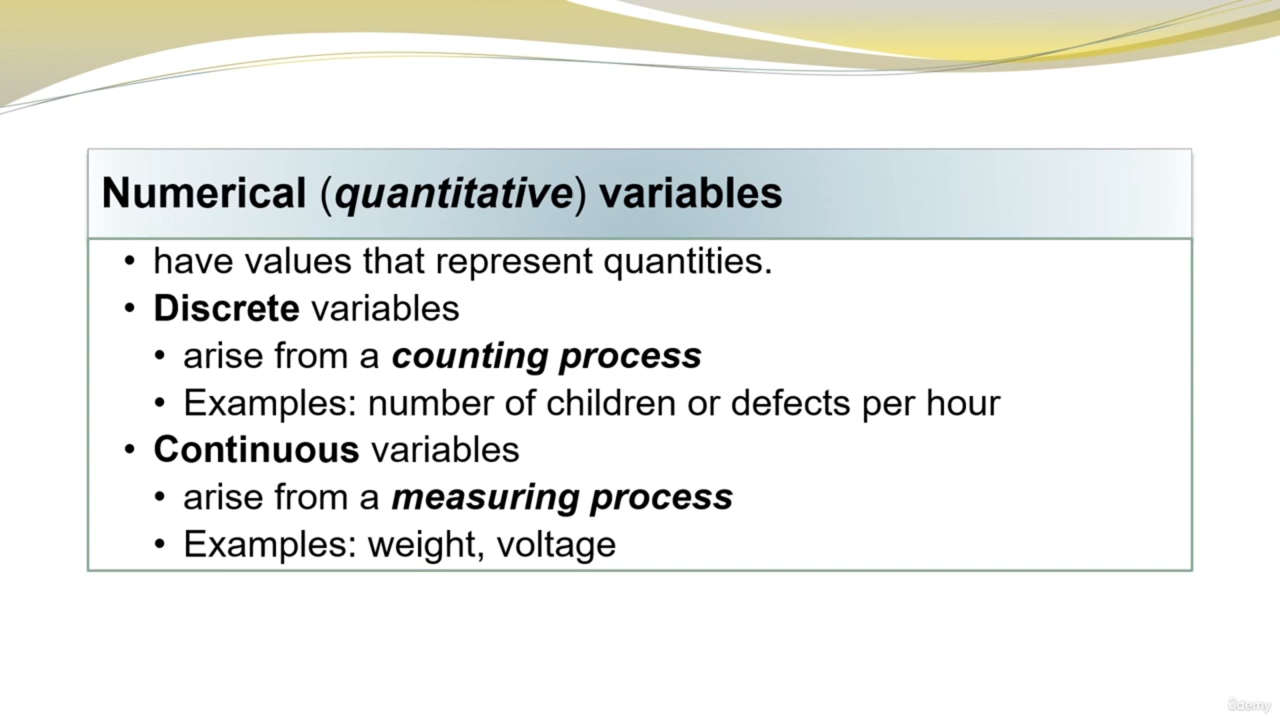 Numerical (quantitative) variables
• have values that represent quantities.
• Discrete variables
• arise from a counting process
• Examples: number of children or defects per hour
• Continuous variables
• arise from a measuring process
• Examples: weight, voltage
ûdemy